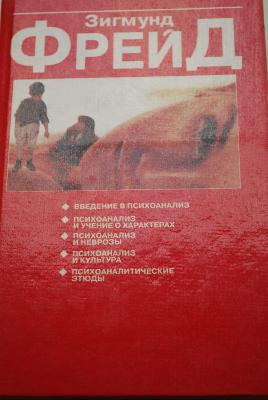 Зигмунд
ФРЕЙД
ВВЕДЕНИЕ В ПСИХОАНАЛИЗ
ПСИХОАНАЛИЗ
И УЧЕНИЕ О ХАРАКТЕРАХ
ПСИХОАНАЛИЗ
И НЕВРОЗЫ
ПСИХОАНАЛИЗ
И КУЛЬТУРА
ПСИХОАНАЛИТИЧЕСКИЕ
ЭТЮДЫ